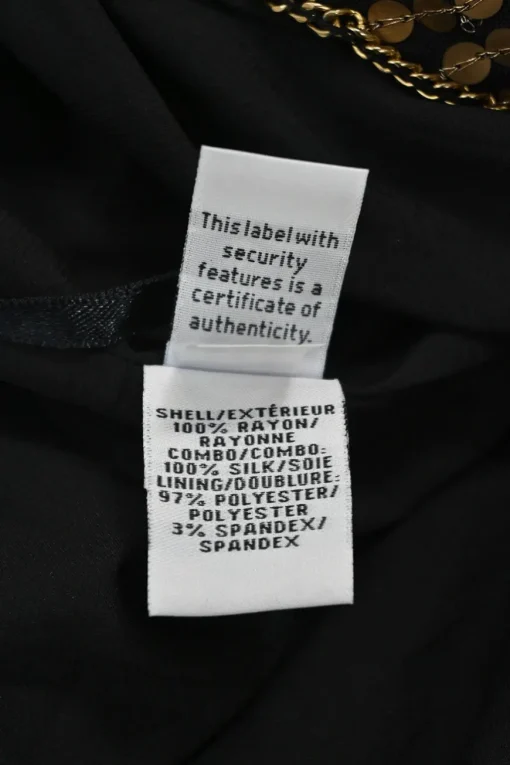 This label with
security
features is a
certificate of
authenticity.
SHELL/EXTÉRIEUR
100% RAYON/
RAYONNE
COMBO/COMBO:
100% SILK/SOIE
LINING/DOUBLURE:
97% POLYESTER/
POLYESTER
3% SPANDEX/
SPANDEX